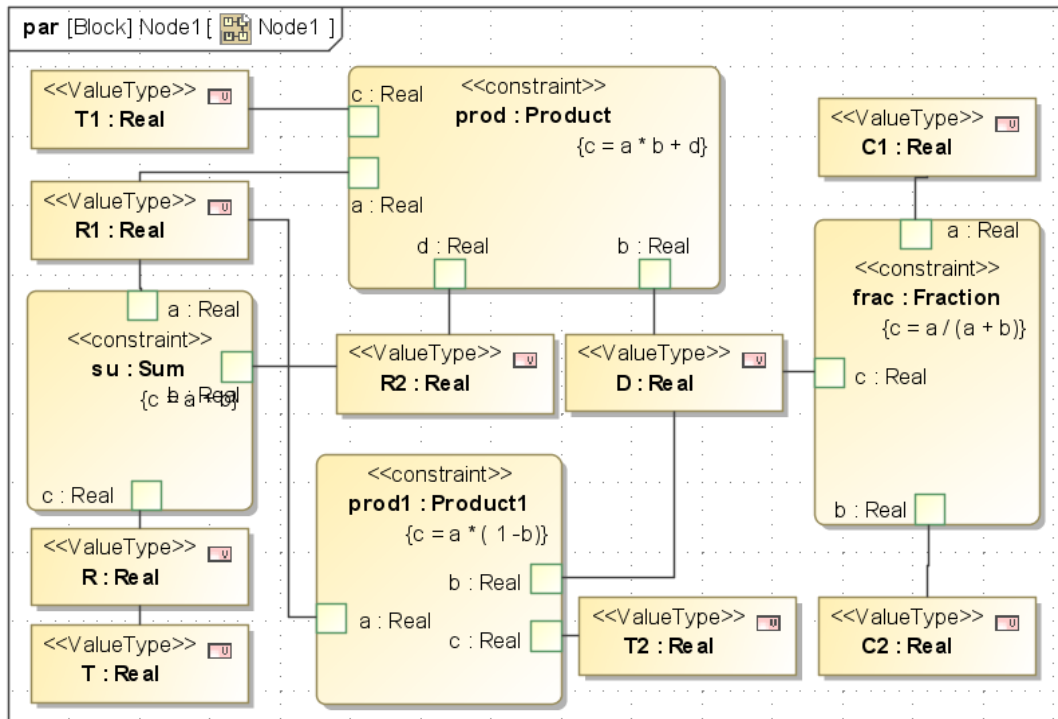 par [Block] Node1 [ Node1 ]
<<ValueType>>
T1 : Real
<<ValueType>>
R1 : Real
c : Real
a : Real
<<constraint>>
prod : Product
{c = a * b + d}
d : Real
b : Real
<<ValueType>>
C1 : Real
a : Real
<<constraint>>
frac : Fraction
{c = a / (a + b)}
c : Real
b : Real
a : Real
<<constraint>>
su : Sum
{c = a + b}
b : Real
c : Real
<<ValueType>>
R2 : Real
<<ValueType>>
D : Real
<<constraint>>
prod1 : Product1
{c = a * ( 1 -b)}
b : Real
a : Real
c : Real
<<ValueType>>
R : Real
<<ValueType>>
T : Real
<<ValueType>>
T2 : Real
<<ValueType>>
C2 : Real